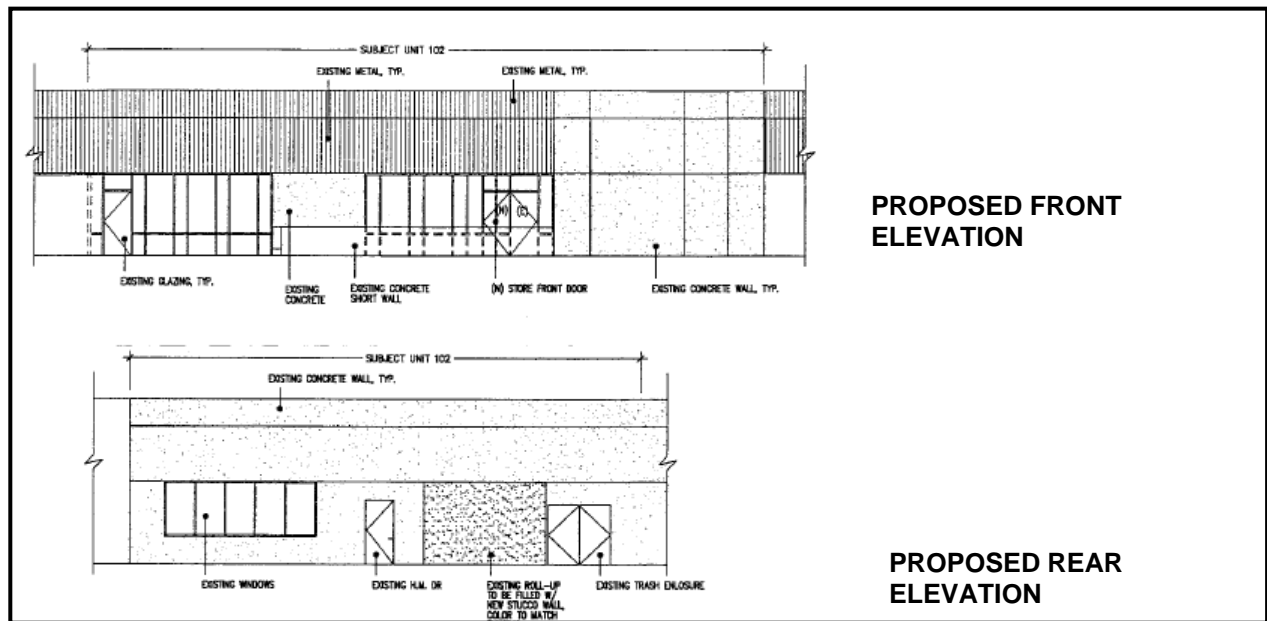 SUBJECT UNIT 102
EXISTING METAL, TYP.
EXISTING METAL, TYP.
(N)
(E)
EXISTING GLAZING, TYP.
EXISTING
CONCRETE
EXISTING CONCRETE
SHORT WALL
(N) STORE FRONT DOOR
EXISTING CONCRETE WALL, TYP.
PROPOSED FRONT
ELEVATION
SUBJECT UNIT 102
EXISTING CONCRETE WALL, TYP.
EXISTING WINDOWS
EXISTING H.M. DR
EXISTING ROLL-UP
TO BE FILLED W/
NEW STUCCO WALL,
COLOR TO MATCH
EXISTING TRASH ENLOSURE
PROPOSED REAR
ELEVATION